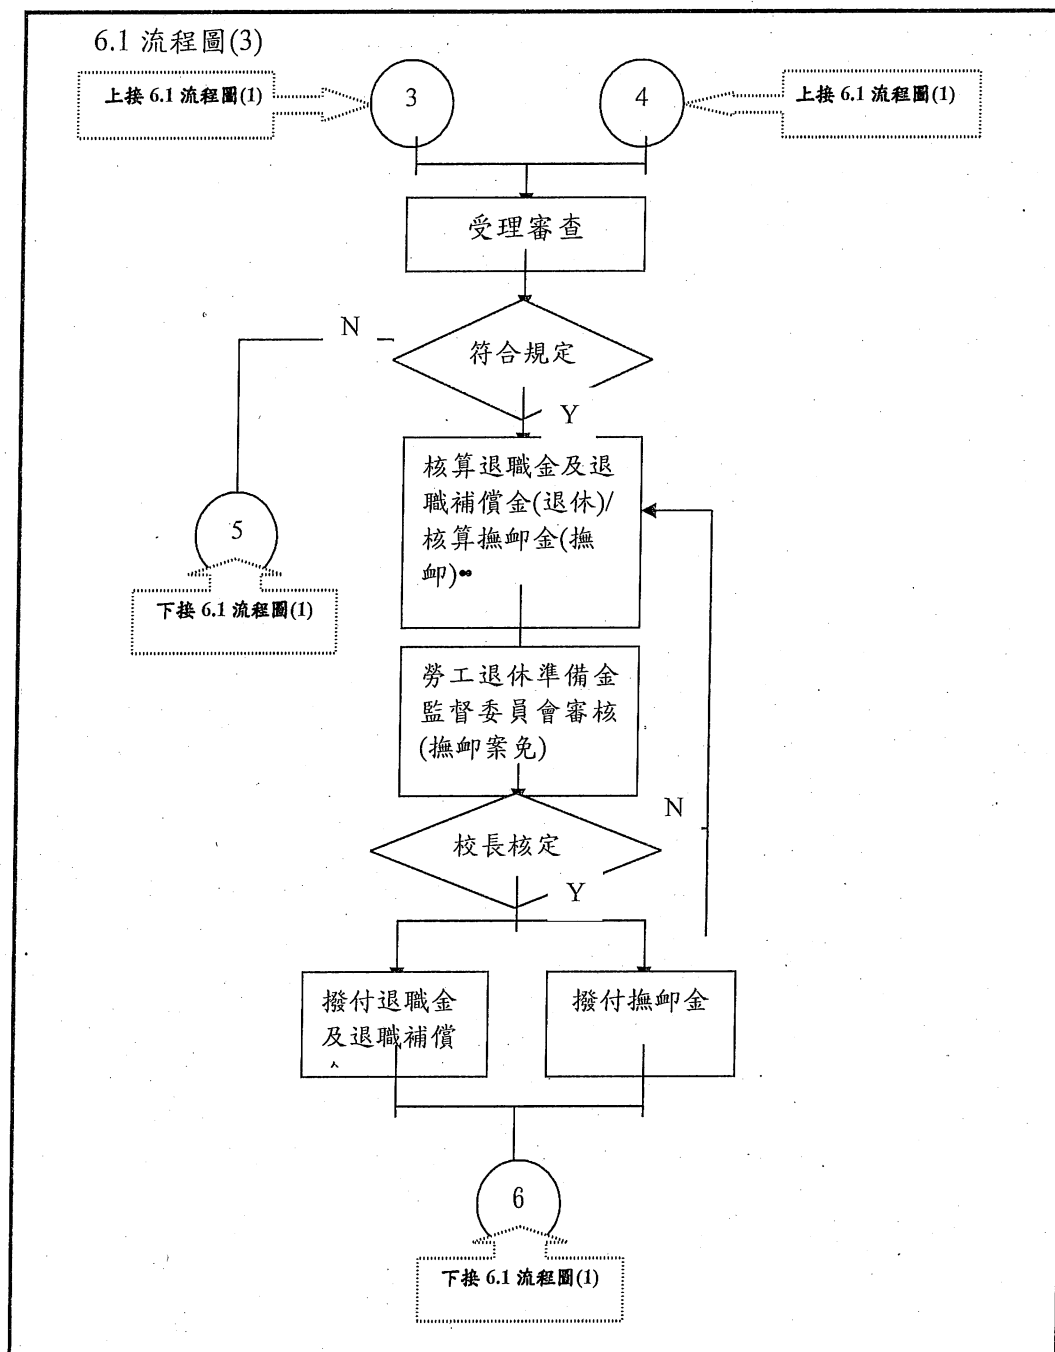 6.1 流程圖(3)
上接 6.1 流程圖(1)
3
4
上接 6.1 流程圖(1)
受理審查
N
符合規定
Y
核算退職金及退
職補償金(退休)/
核算撫卹金(撫
卹)
5
下接 6.1 流程圖(1)
勞工退休準備金
監督委員會審核
(撫卹案免)
N
校長核定
Y
撥付退職金
及退職補償
撥付撫卹金
6
下接 6.1 流程圖(1)